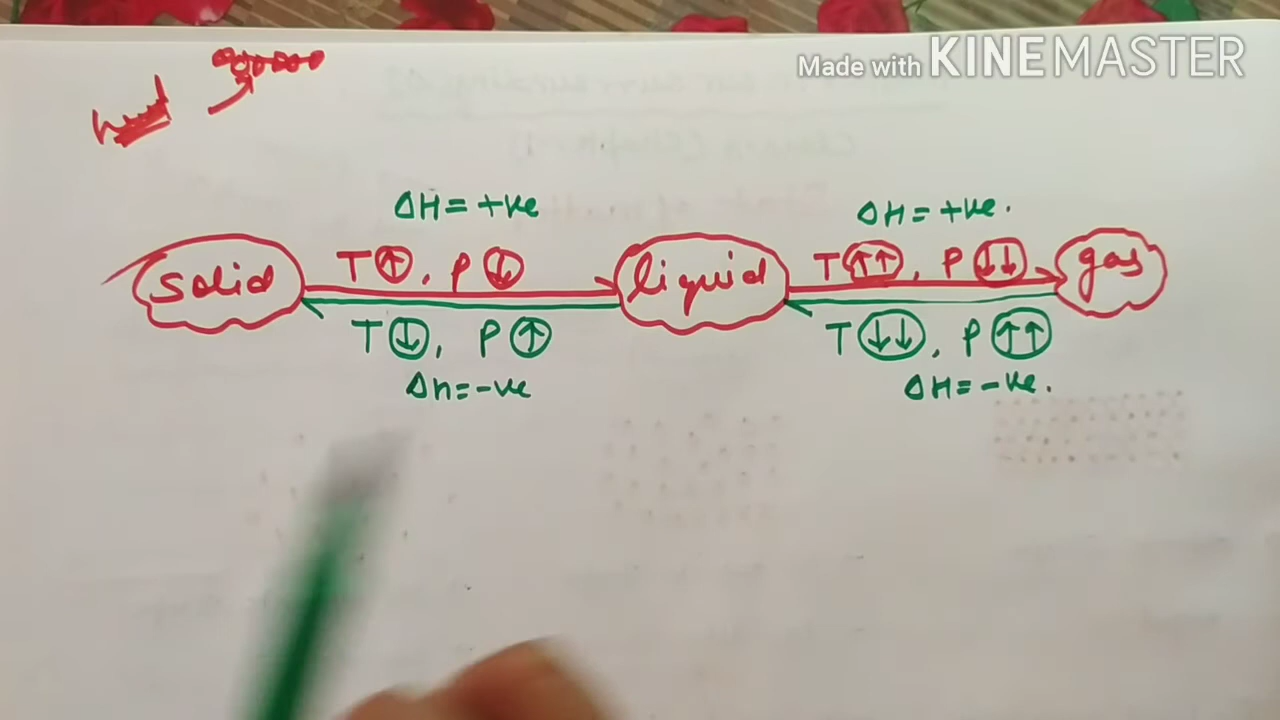 Made with KINEMASTER
ΔH = +ve
ΔH = +ve.
solid
T ↑, P ↓
liquid
T ↑↑, P ↓↓
gas
T ↓, P ↑
T ↓↓, P ↑↑
Δh = -ve
ΔH = -ve.